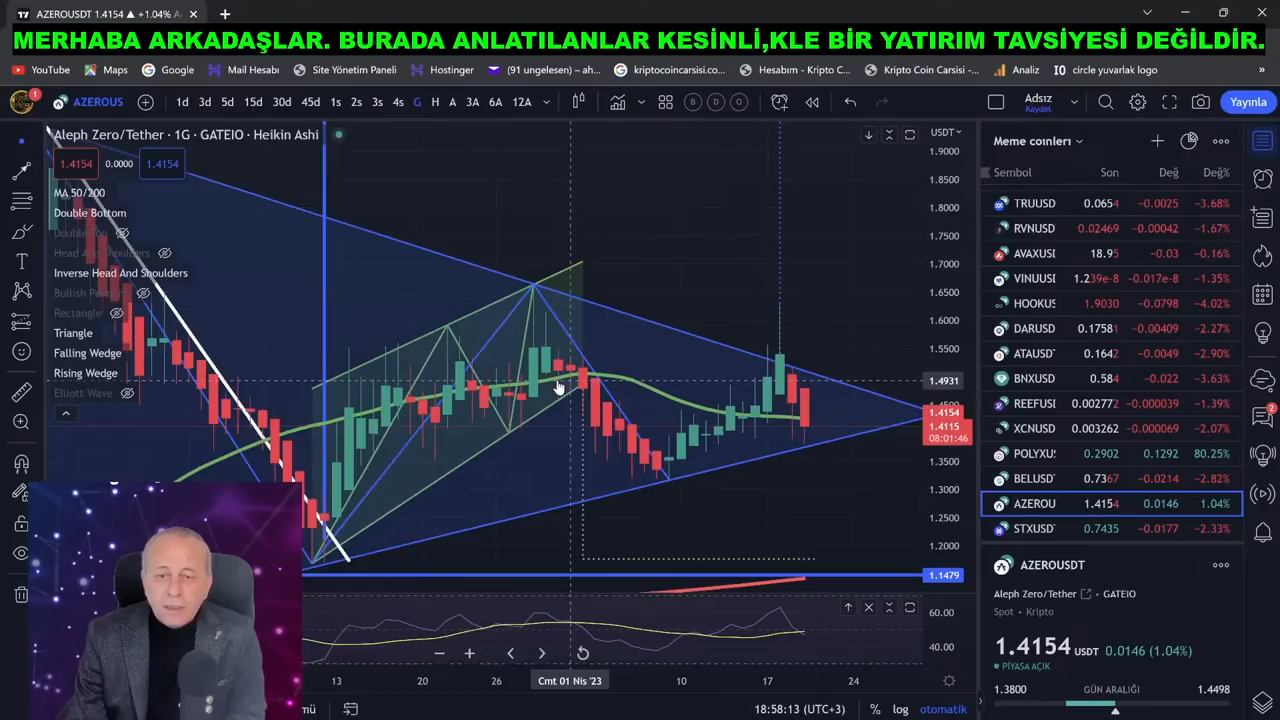 AZEROUSDT 1.4154 ▲ +1.04% A
MERHABA ARKADAŞLAR. BURADA ANLATILANLAR KESİNLİ,KLE BİR YATIRIM TAVSİYESİ DEĞİLDİR.
YouTube Maps Google Mail Hesabı Site Yönetim Paneli Hostinger (91 ungelesen) – ah... kriptocoincarsisi.co... Hesabım - Kripto C... Kripto Coin Carsisi -... Analiz circle yuvarlak logo »
1 AZEROUS 1d 3d 5d 15d 30d 45d 1s 2s 3s 4s G H A 3A 6A 12A B D O Adsız Kaydet Yayınla
Aleph Zero/Tether · 1G · GATEIO · Heikin Ashi
1.4154 0.0000 1.4154
MA 50/200
Double Bottom
Double Top
Head And Shoulders
Inverse Head And Shoulders
Rectangle
Triangle
Falling Wedge
Rising Wedge
Elliott Wave
USDT
1.9000
1.8500
1.8000
1.7500
1.7000
1.6500
1.6000
1.5500
1.4931
1.4154
1.4115
08:01:46
1.3500
1.3000
1.2500
1.2000
1.1479
60.00
40.00
13 20 26 Cmt 01 Nis '23 10 17 24
mü 18:58:13 (UTC+3) % log otomatik
Meme coınlerı
Sembol Son Değ Değ%
TRUUSD 0.0654 −0.0025 −3.68%
RVNUSD 0.02469 −0.00042 −1.67%
AVAXUSD 18.95 −0.03 −0.16%
VINUUSD 1.239e-8 −0.017e-8 −1.35%
HOOKUS 1.9030 −0.0798 −4.02%
DARUSD 0.17581 −0.00409 −2.27%
ATAUSD 0.1642 −0.0049 −2.90%
BNXUSD 0.584 −0.022 −3.63%
REEFUSI 0.002772 −0.000039 −1.39%
XCNUSD 0.003262 −0.000069 −2.07%
POLYXU 0.2902 0.1292 80.25%
BELUSD 0.7367 −0.0214 −2.82%
AZEROU 1.4154 0.0146 1.04%
STXUSD 0.7435 −0.0177 −2.33%
AZEROUSDT
Aleph Zero/Tether · GATEIO
Spot · Kripto
1.4154 USDT 0.0146 (1.04%)
PİYASA AÇIK
1.3800 GÜN ARALIĞI 1.4498